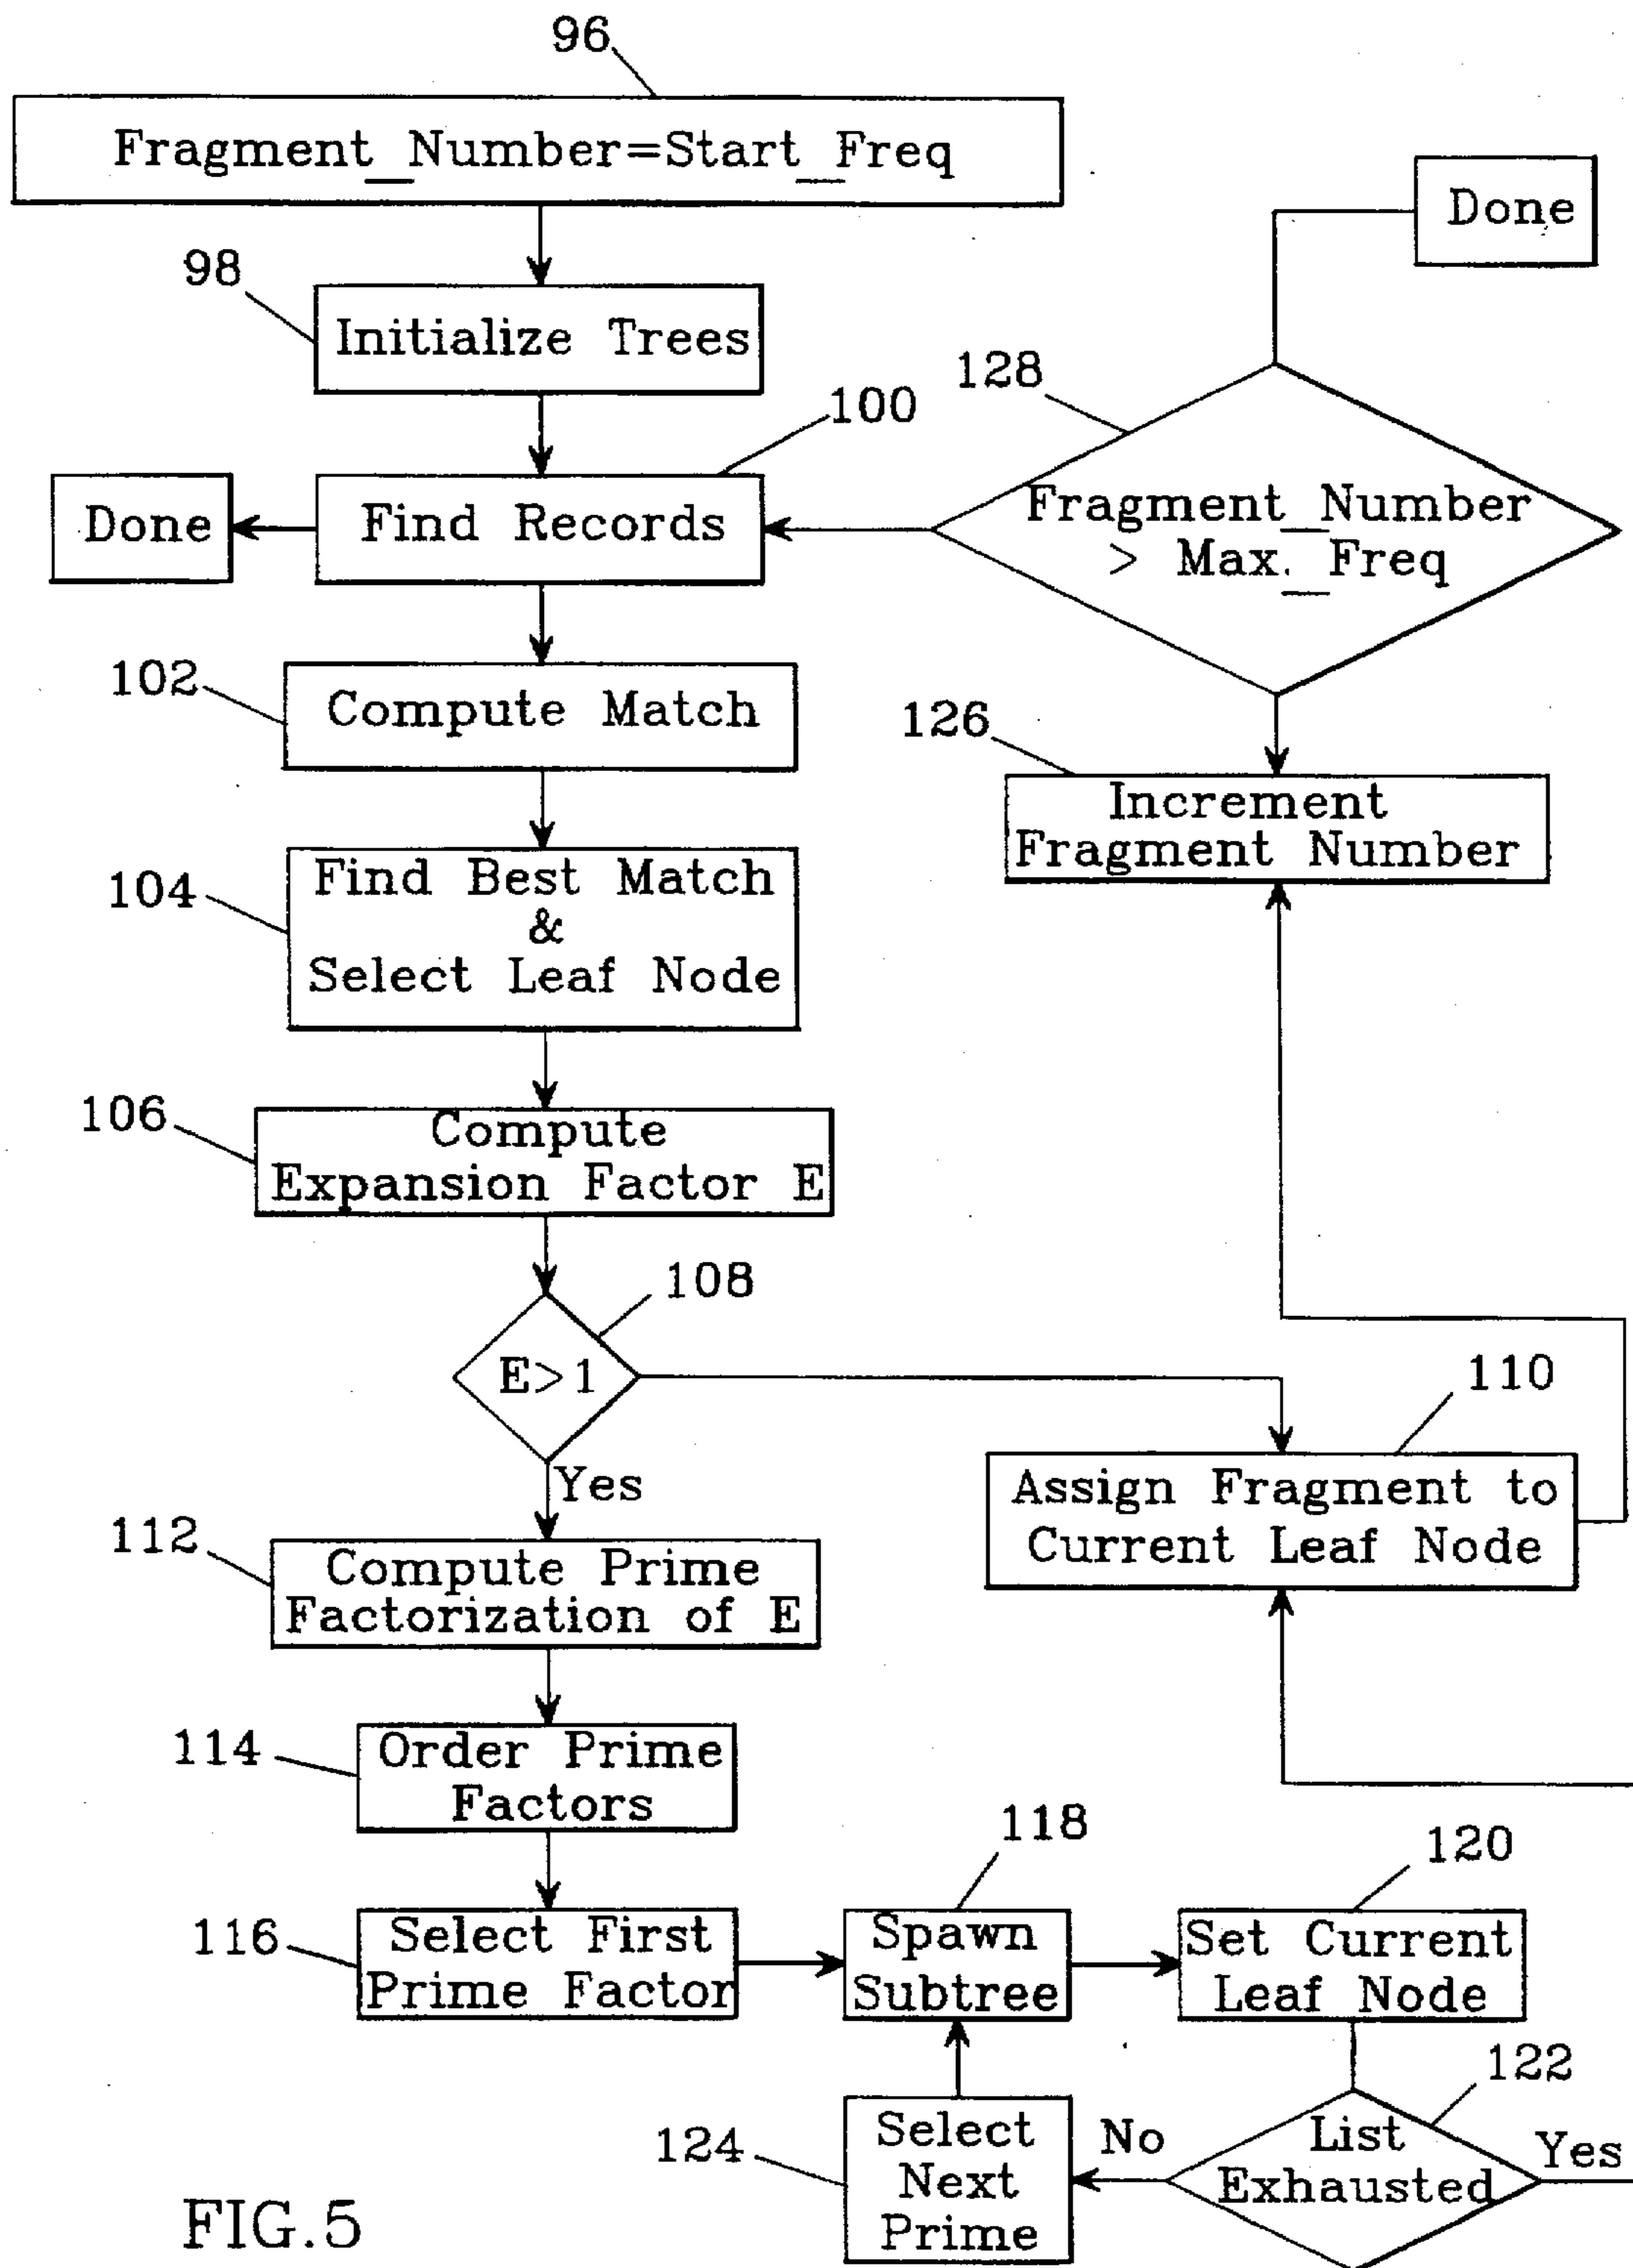 96
Fragment_Number=Start_Freq
Done
98
Initialize Trees
128
100
Done
Find Records
Fragment_Number
> Max._Freq
102
Compute Match
126
Increment
Fragment Number
104
Find Best Match
&
Select Leaf Node
106
Compute
Expansion Factor E
108
E>1
110
Yes
Assign Fragment to
Current Leaf Node
112
Compute Prime
Factorization of E
114
Order Prime
Factors
118
120
116
Select First
Prime Factor
Spawn
Subtree
Set Current
Leaf Node
122
124
Select
Next
Prime
No
List
Exhausted
Yes
FIG.5